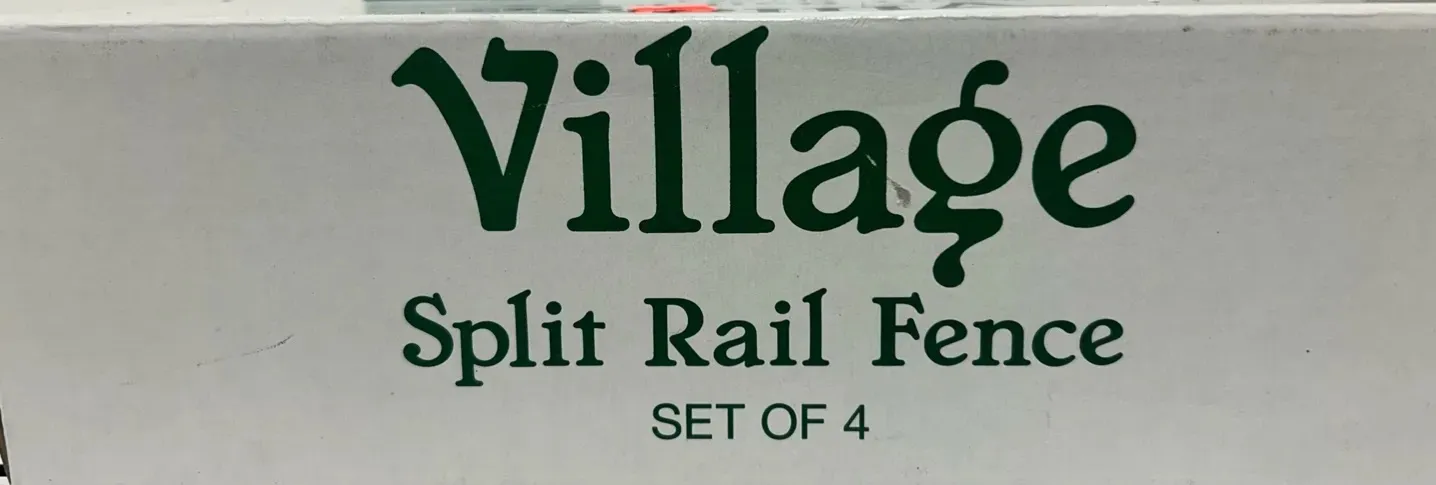 Village
Split Rail Fence
SET OF 4